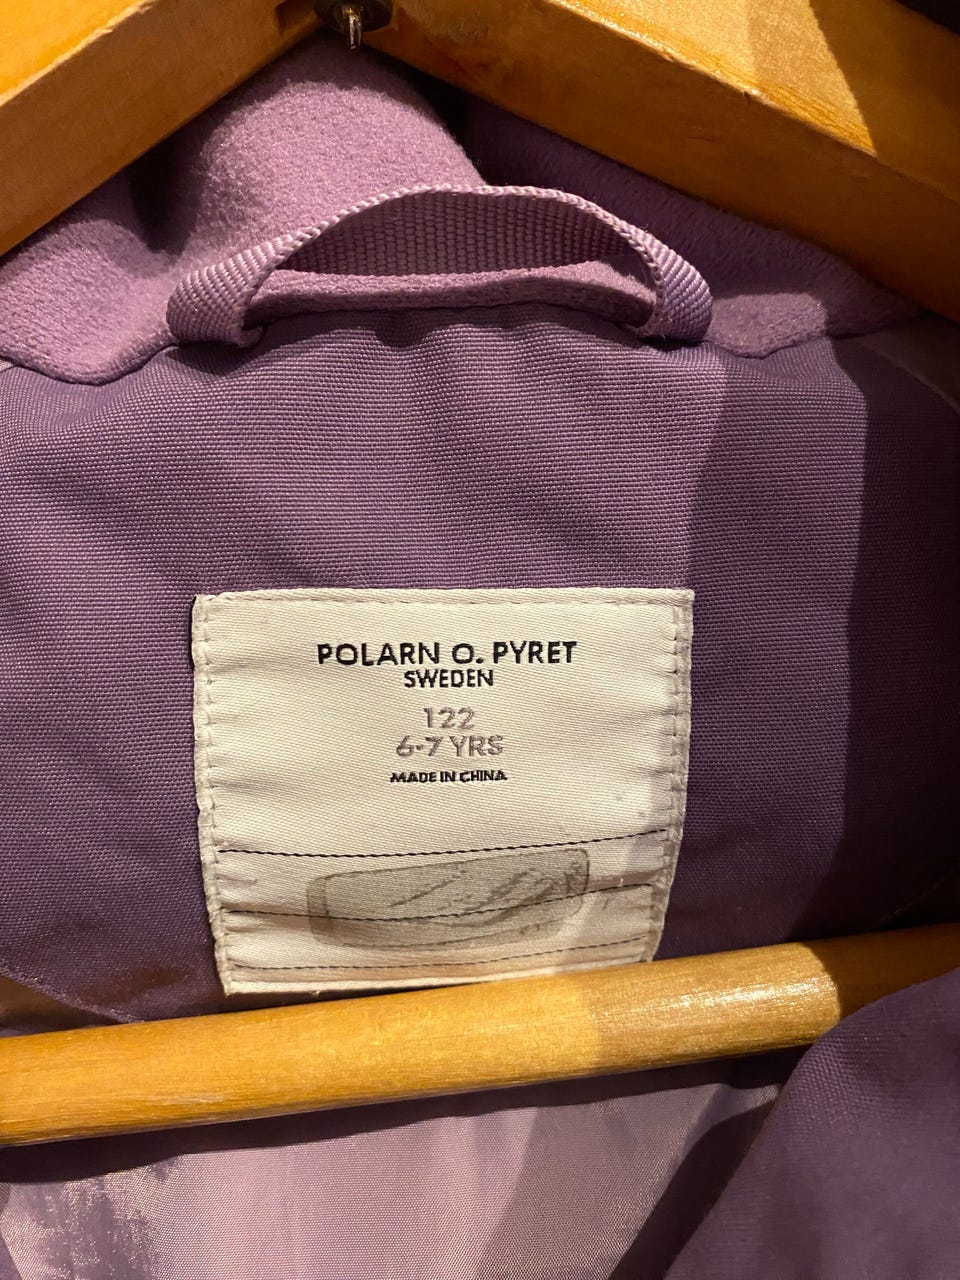 POLARN O. PYRET
SWEDEN
122
6-7 YRS
MADE IN CHINA